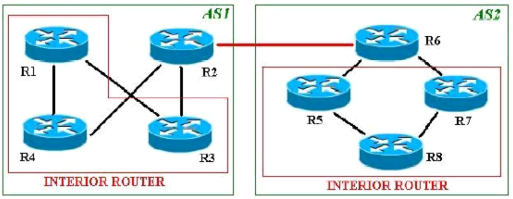 AS1
AS2
R1
R2
R6
R5
R7
R4
R3
R8
INTERIOR ROUTER
INTERIOR ROUTER